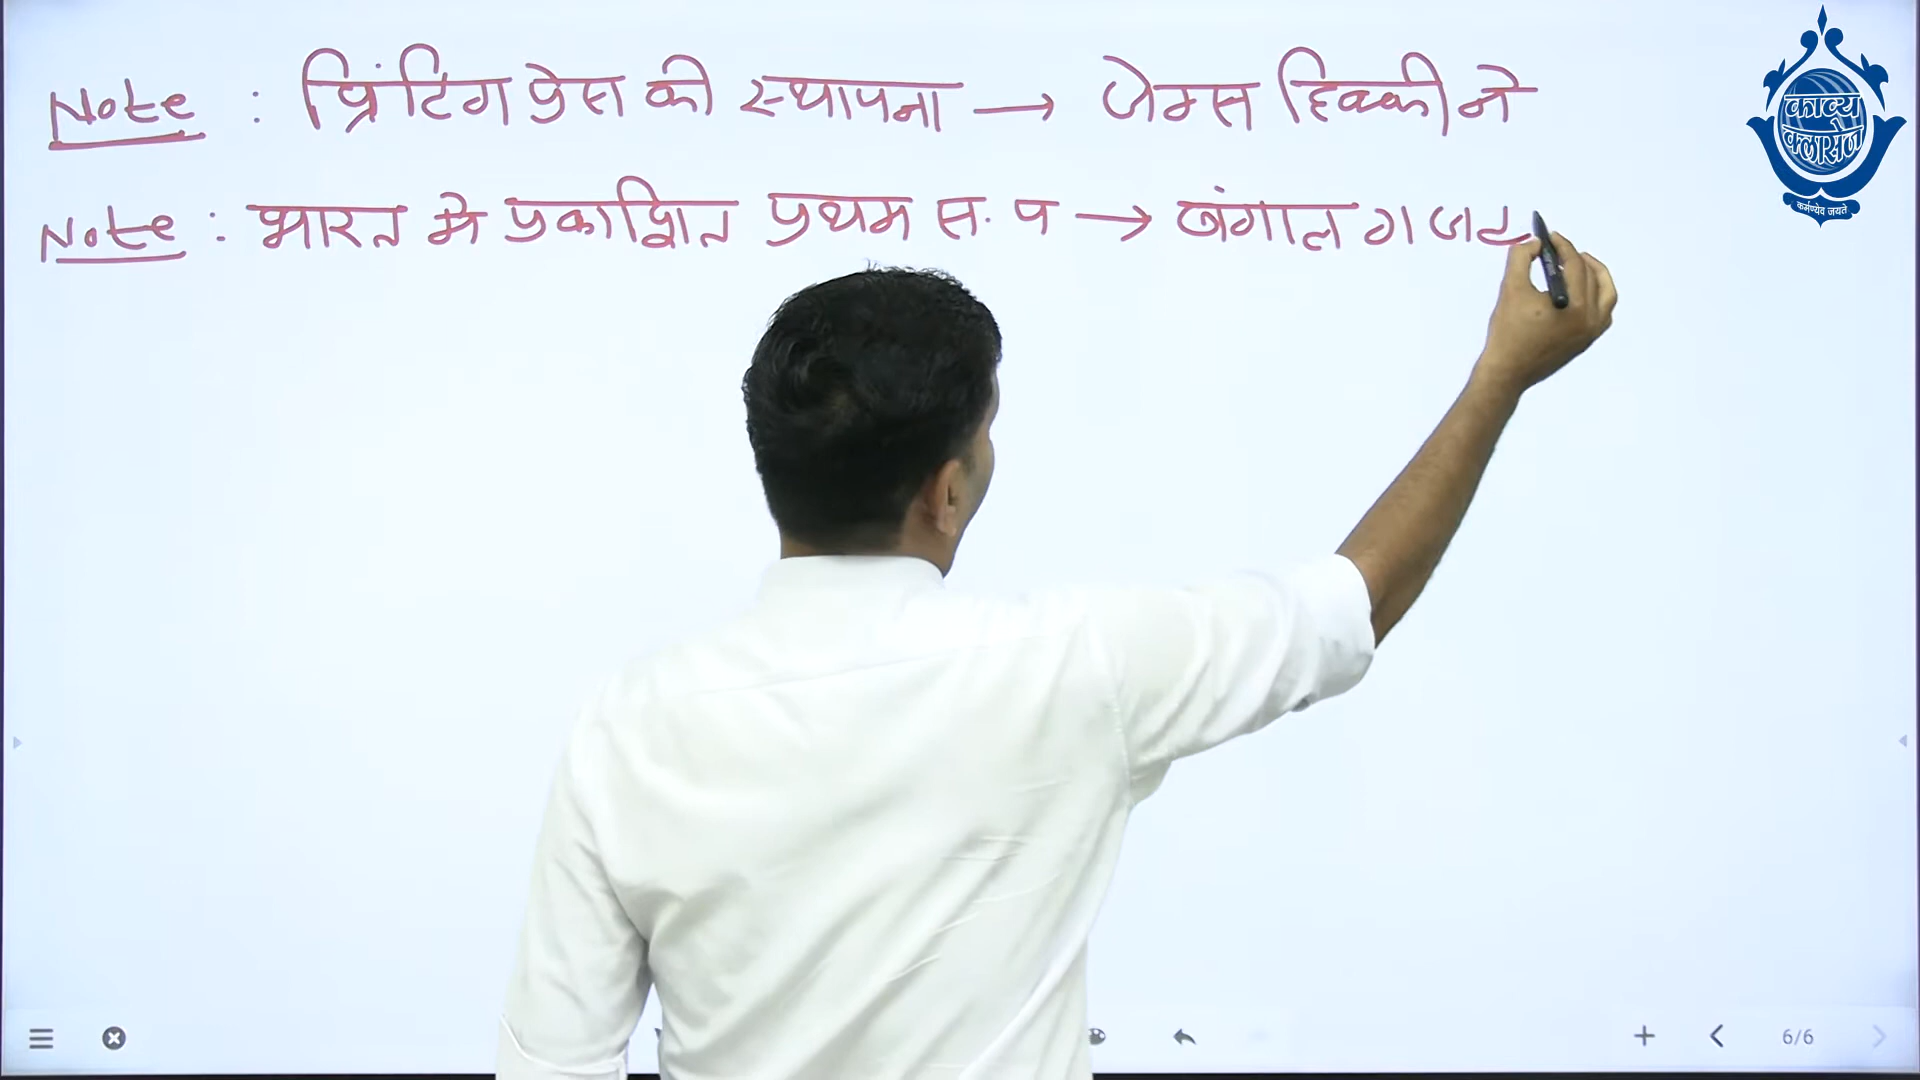 Note : प्रिंटिंग प्रेस की स्थापना → जेम्स हिक्की ने
काव्य
क्लासेज
कर्मण्येव जयते
Note : भारत मे प्रकाशित प्रथम स. प → बंगाल गजट
6/6